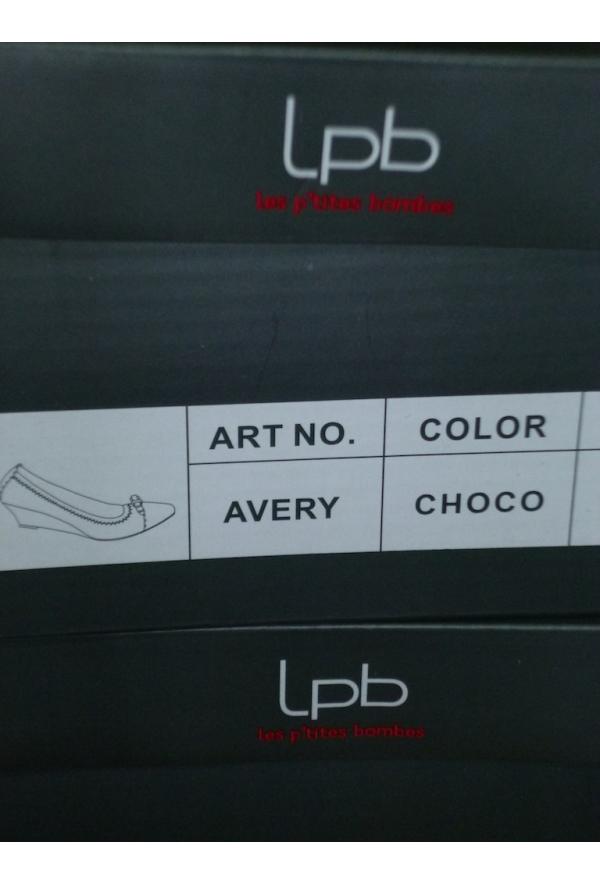 lpb
les p'tites bombes
ART NO. COLOR
AVERY CHOCO
lpb
les p'tites bombes